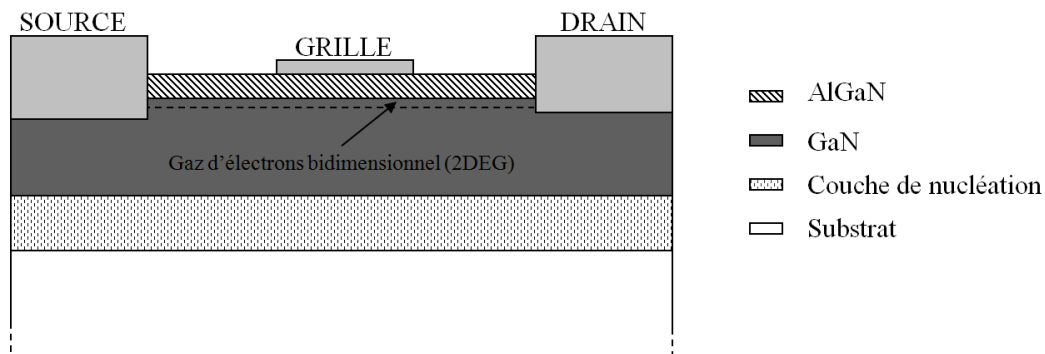 SOURCE
GRILLE
DRAIN
Gaz d'électrons bidimensionnel (2DEG)
AlGaN
GaN
Couche de nucléation
Substrat